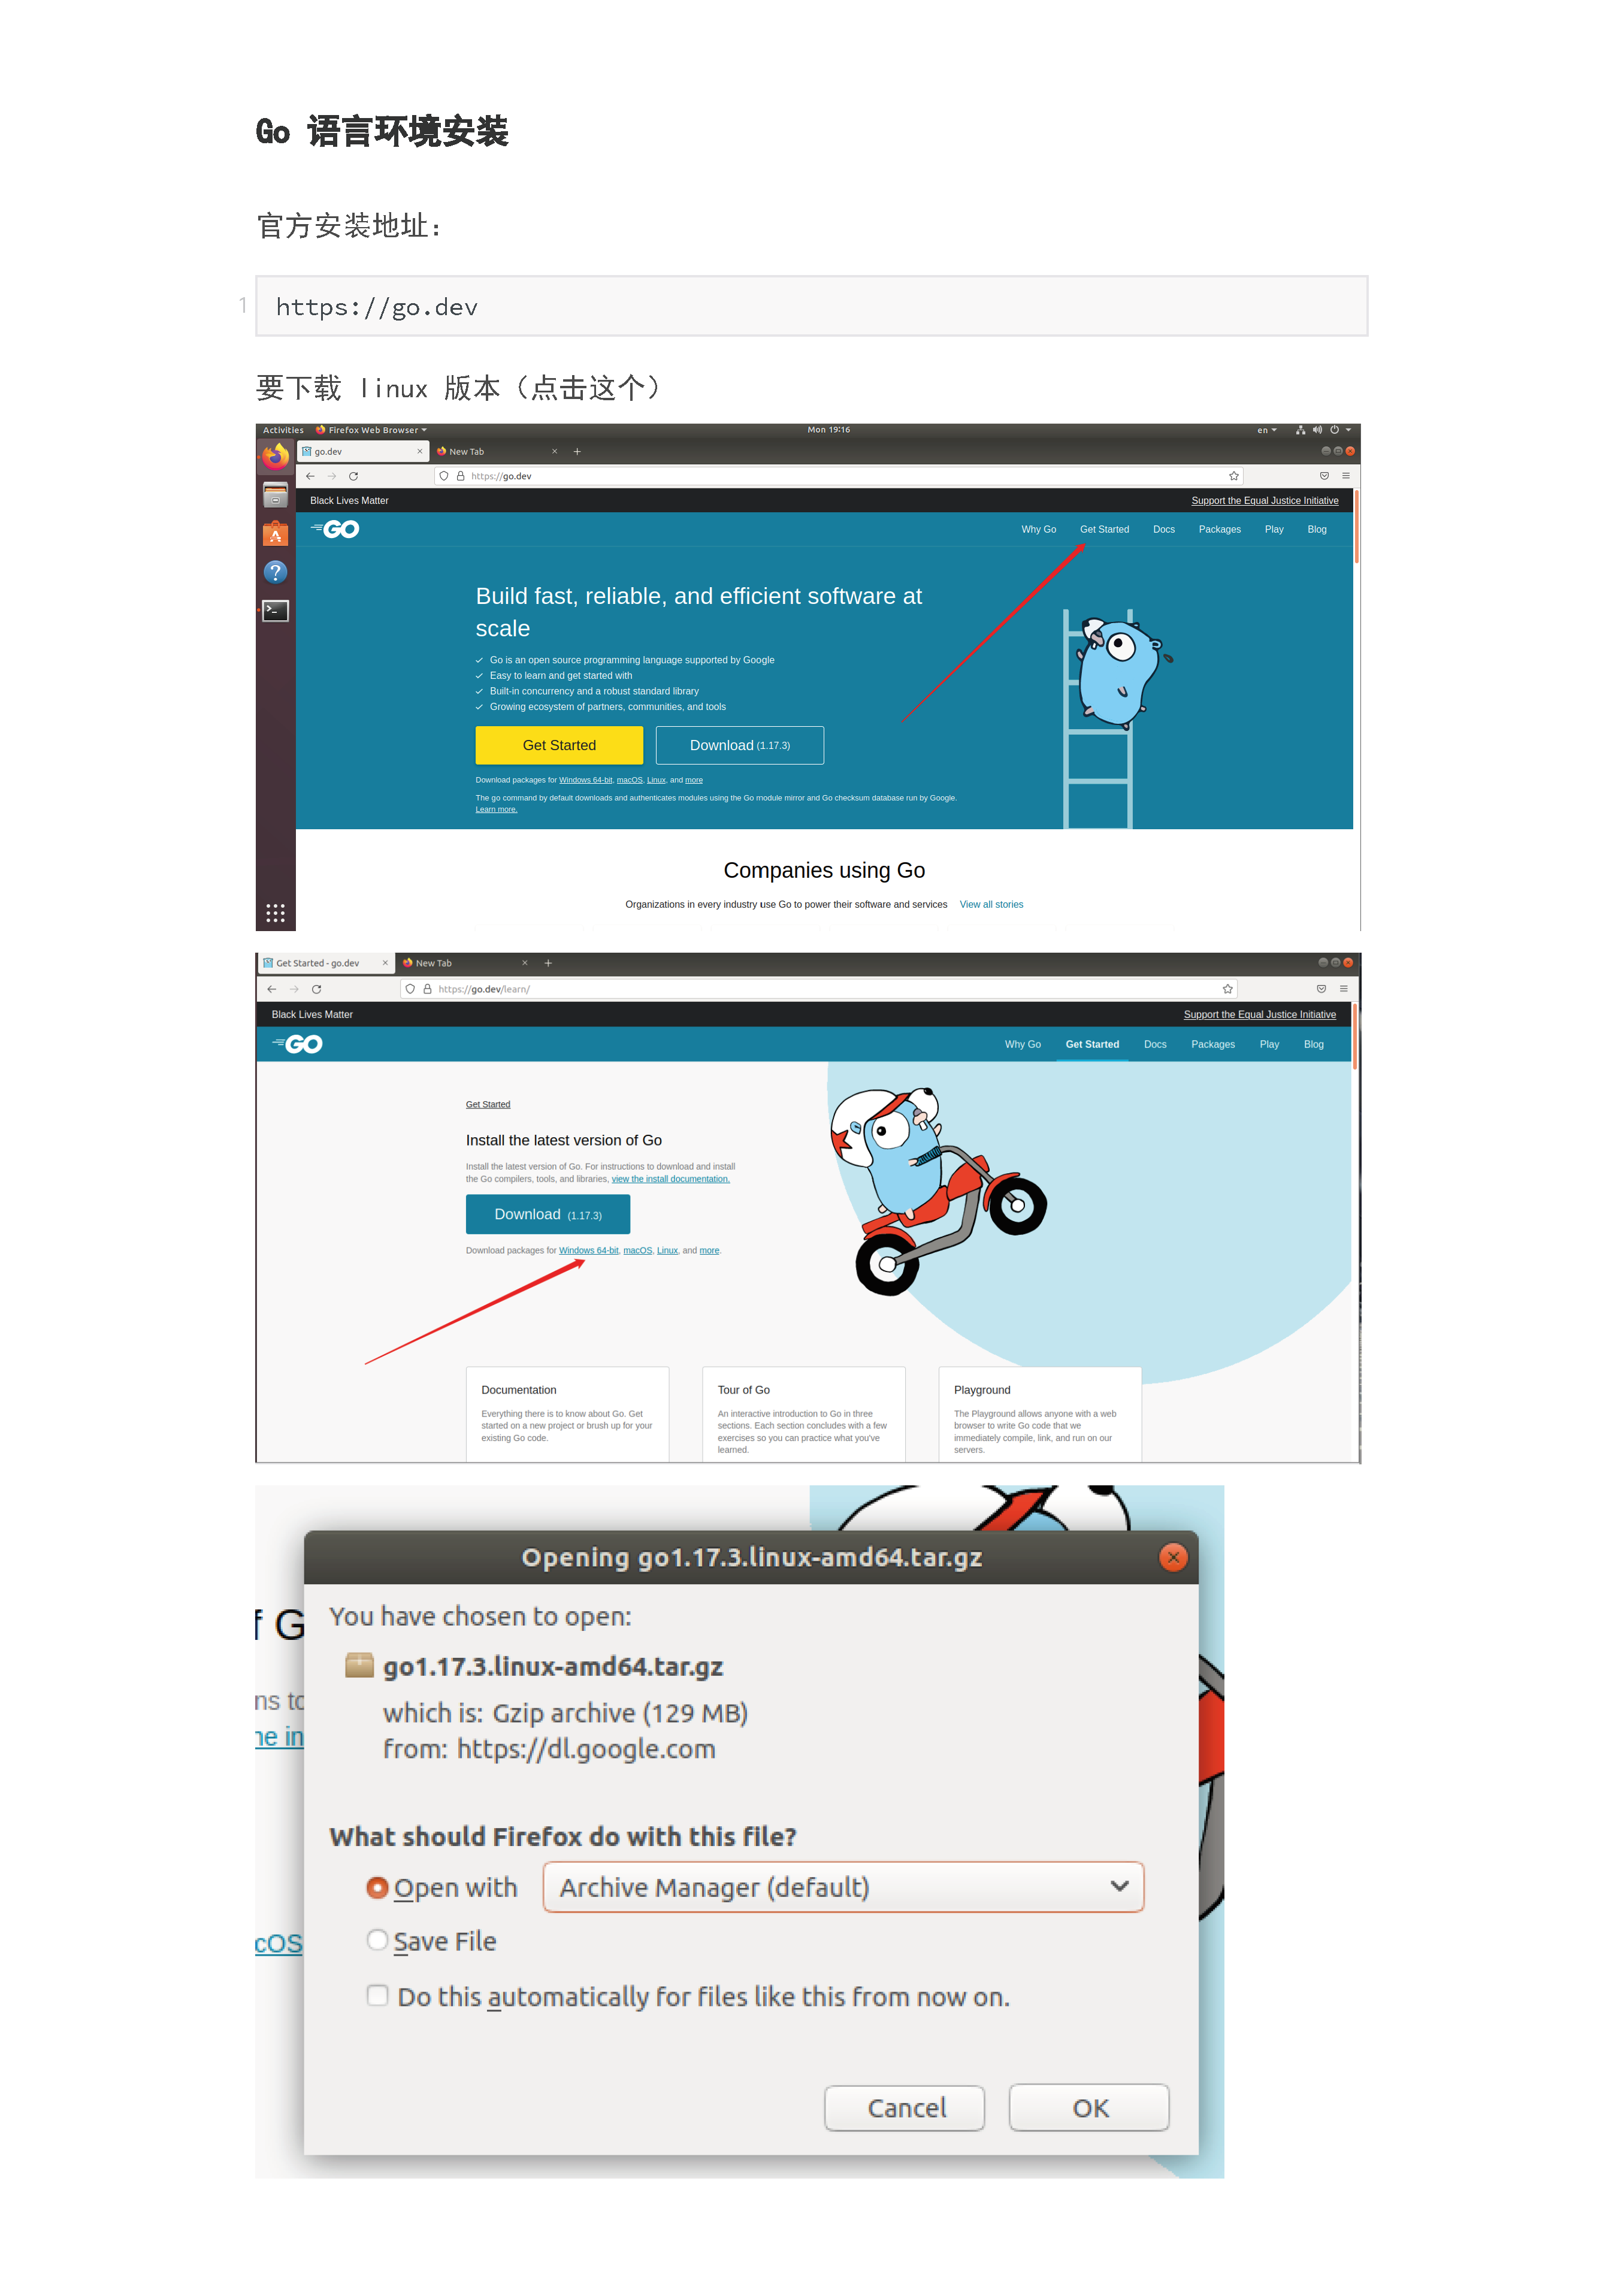 Go 语言环境安装
官方安装地址：
1
https://go.dev
要下载 linux 版本（点击这个）
Activities Firefox Web Browser Mon 19:16 en
go.dev New Tab
https://go.dev
Black Lives Matter Support the Equal Justice Initiative
GO Why Go Get Started Docs Packages Play Blog
Build fast, reliable, and efficient software at
scale
Go is an open source programming language supported by Google
Easy to learn and get started with
Built-in concurrency and a robust standard library
Growing ecosystem of partners, communities, and tools
Get Started Download (1.17.3)
Download packages for Windows 64-bit, macOS, Linux, and more
The go command by default downloads and authenticates modules using the Go module mirror and Go checksum database run by Google.
Learn more.
Companies using Go
Organizations in every industry use Go to power their software and services View all stories
Get Started - go.dev New Tab
https://go.dev/learn/
Black Lives Matter Support the Equal Justice Initiative
GO Why Go Get Started Docs Packages Play Blog
Get Started
Install the latest version of Go
Install the latest version of Go. For instructions to download and install
the Go compilers, tools, and libraries, view the install documentation.
Download (1.17.3)
Download packages for Windows 64-bit, macOS, Linux, and more.
Documentation
Everything there is to know about Go. Get
started on a new project or brush up for your
existing Go code.
Tour of Go
An interactive introduction to Go in three
sections. Each section concludes with a few
exercises so you can practice what you've
learned.
Playground
The Playground allows anyone with a web
browser to write Go code that we
immediately compile, link, and run on our
servers.
Opening go1.17.3.linux-amd64.tar.gz
You have chosen to open:
f G
go1.17.3.linux-amd64.tar.gz
ns to
which is: Gzip archive (129 MB)
ne in
from: https://dl.google.com
What should Firefox do with this file?
Open with Archive Manager (default)
cOS
Save File
Do this automatically for files like this from now on.
Cancel OK